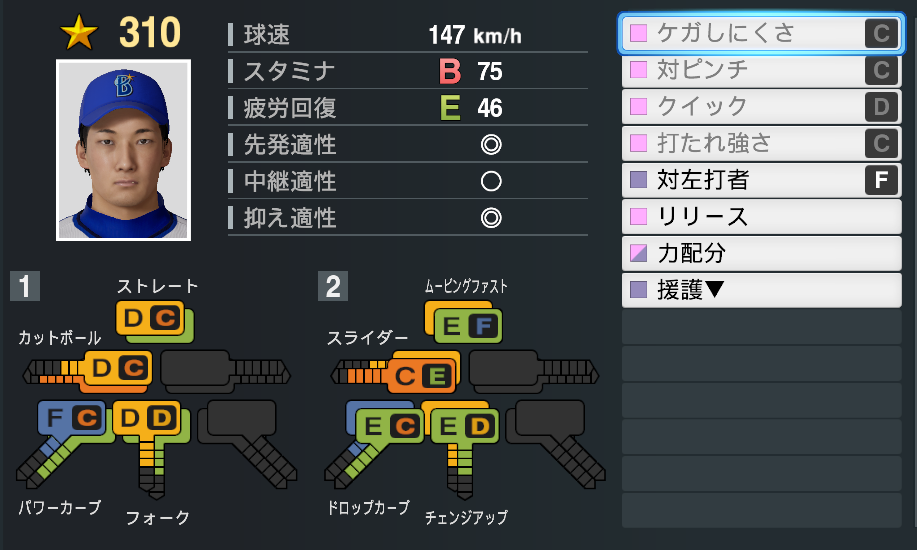 310
球速 147 km/h
スタミナ B 75
疲労回復 E 46
先発適性 ◎
中継適性 ○
抑え適性 ◎
B
ケガしにくさ C
対ピンチ C
クイック D
打たれ強さ C
対左打者 F
リリース
力配分
援護▼
1
ストレート
D C
カットボール
D C
F C
D D
パワーカーブ
フォーク
2
ムービングファスト
E F
スライダー
C E
E C
E D
ドロップカーブ
チェンジアップ